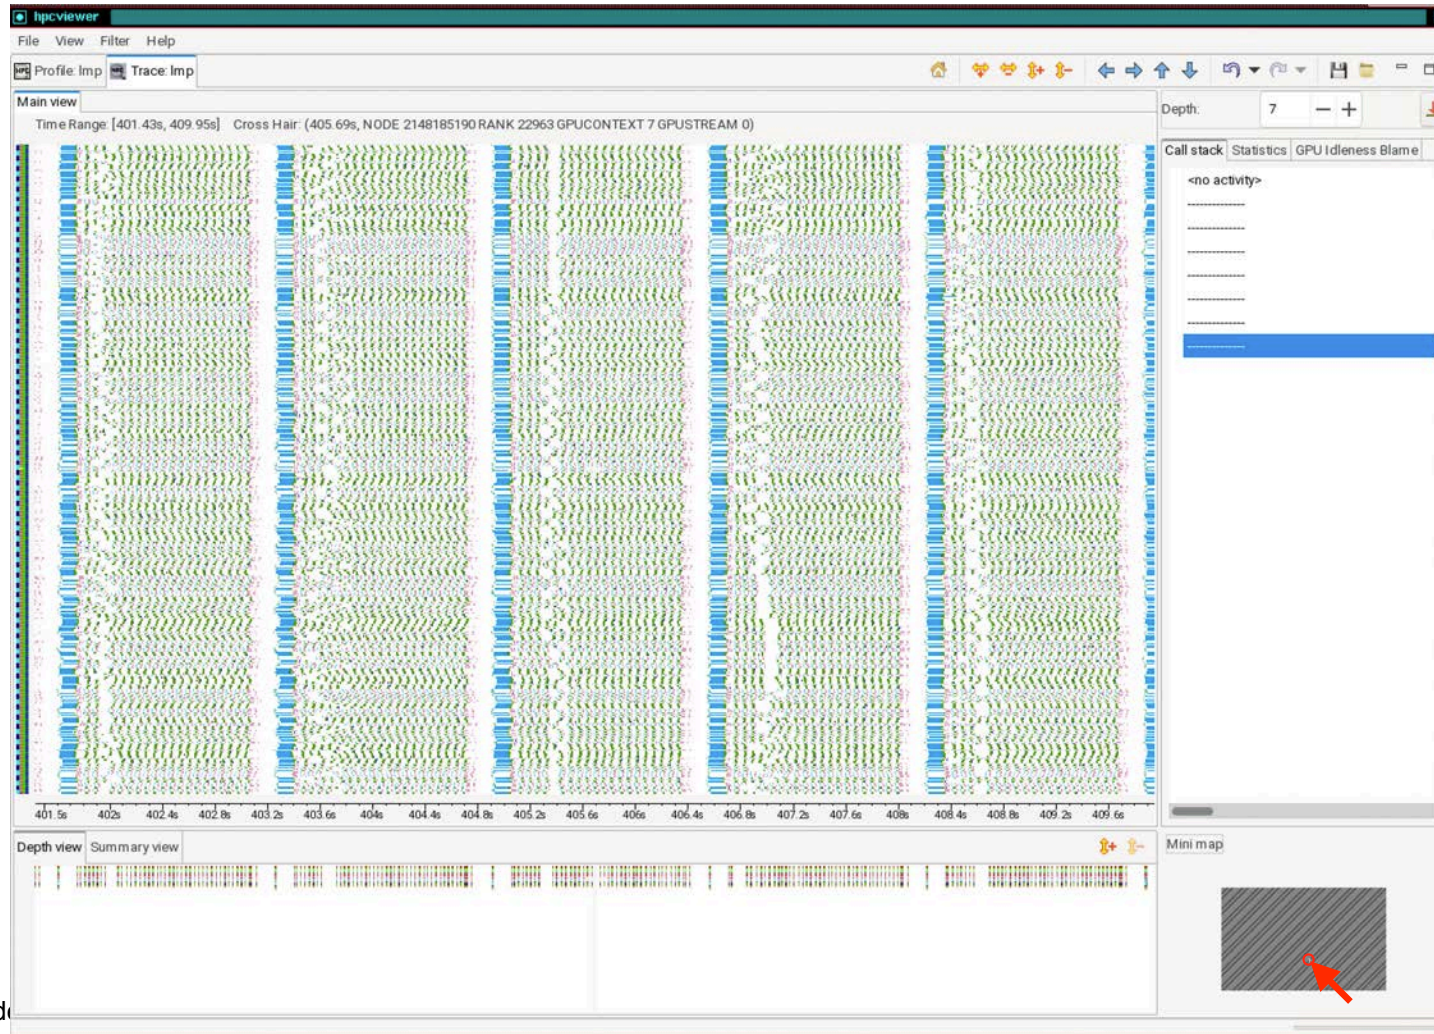 hpcviewer
File View Filter Help
Profile: lmp Trace: lmp
Main view
Time Range: [401.43s, 409.95s] Cross Hair: (405.69s, NODE 2148185190 RANK 22963 GPUCONTEXT 7 GPUSTREAM 0)
Depth: 7
Call stack Statistics GPU Idleness Blame
<no activity>
-------------
-------------
-------------
-------------
-------------
-------------
-------------
401.5s 402s 402.4s 402.8s 403.2s 403.6s 404s 404.4s 404.8s 405.2s 405.6s 406s 406.4s 406.8s 407.2s 407.6s 408s 408.4s 408.8s 409.2s 409.6s
Depth view Summary view
Mini map